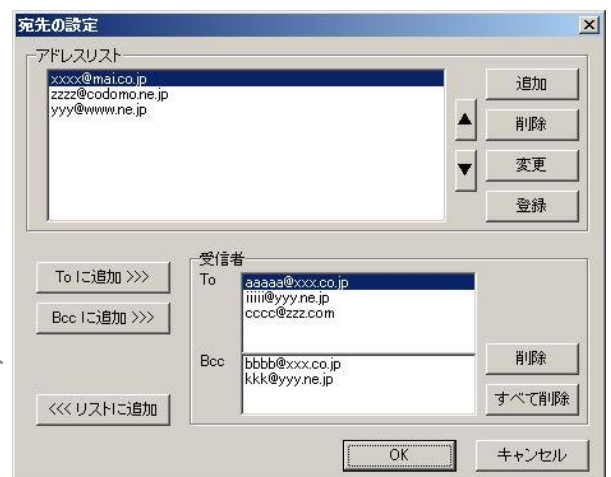 宛先の設定
アドレスリスト
xxxx@mai.co.jp
zzzz@codomo.ne.jp
yyy@www.ne.jp
▲
▼
追加
削除
変更
登録
To に追加 >>>
Bcc に追加 >>>
<<< リストに追加
受信者
To
aaaaa@xxx.co.jp
iiiii@yyy.ne.jp
cccc@zzz.com
Bcc
bbbb@xxx.co.jp
kkk@yyy.ne.jp
削除
すべて削除
OK
キャンセル